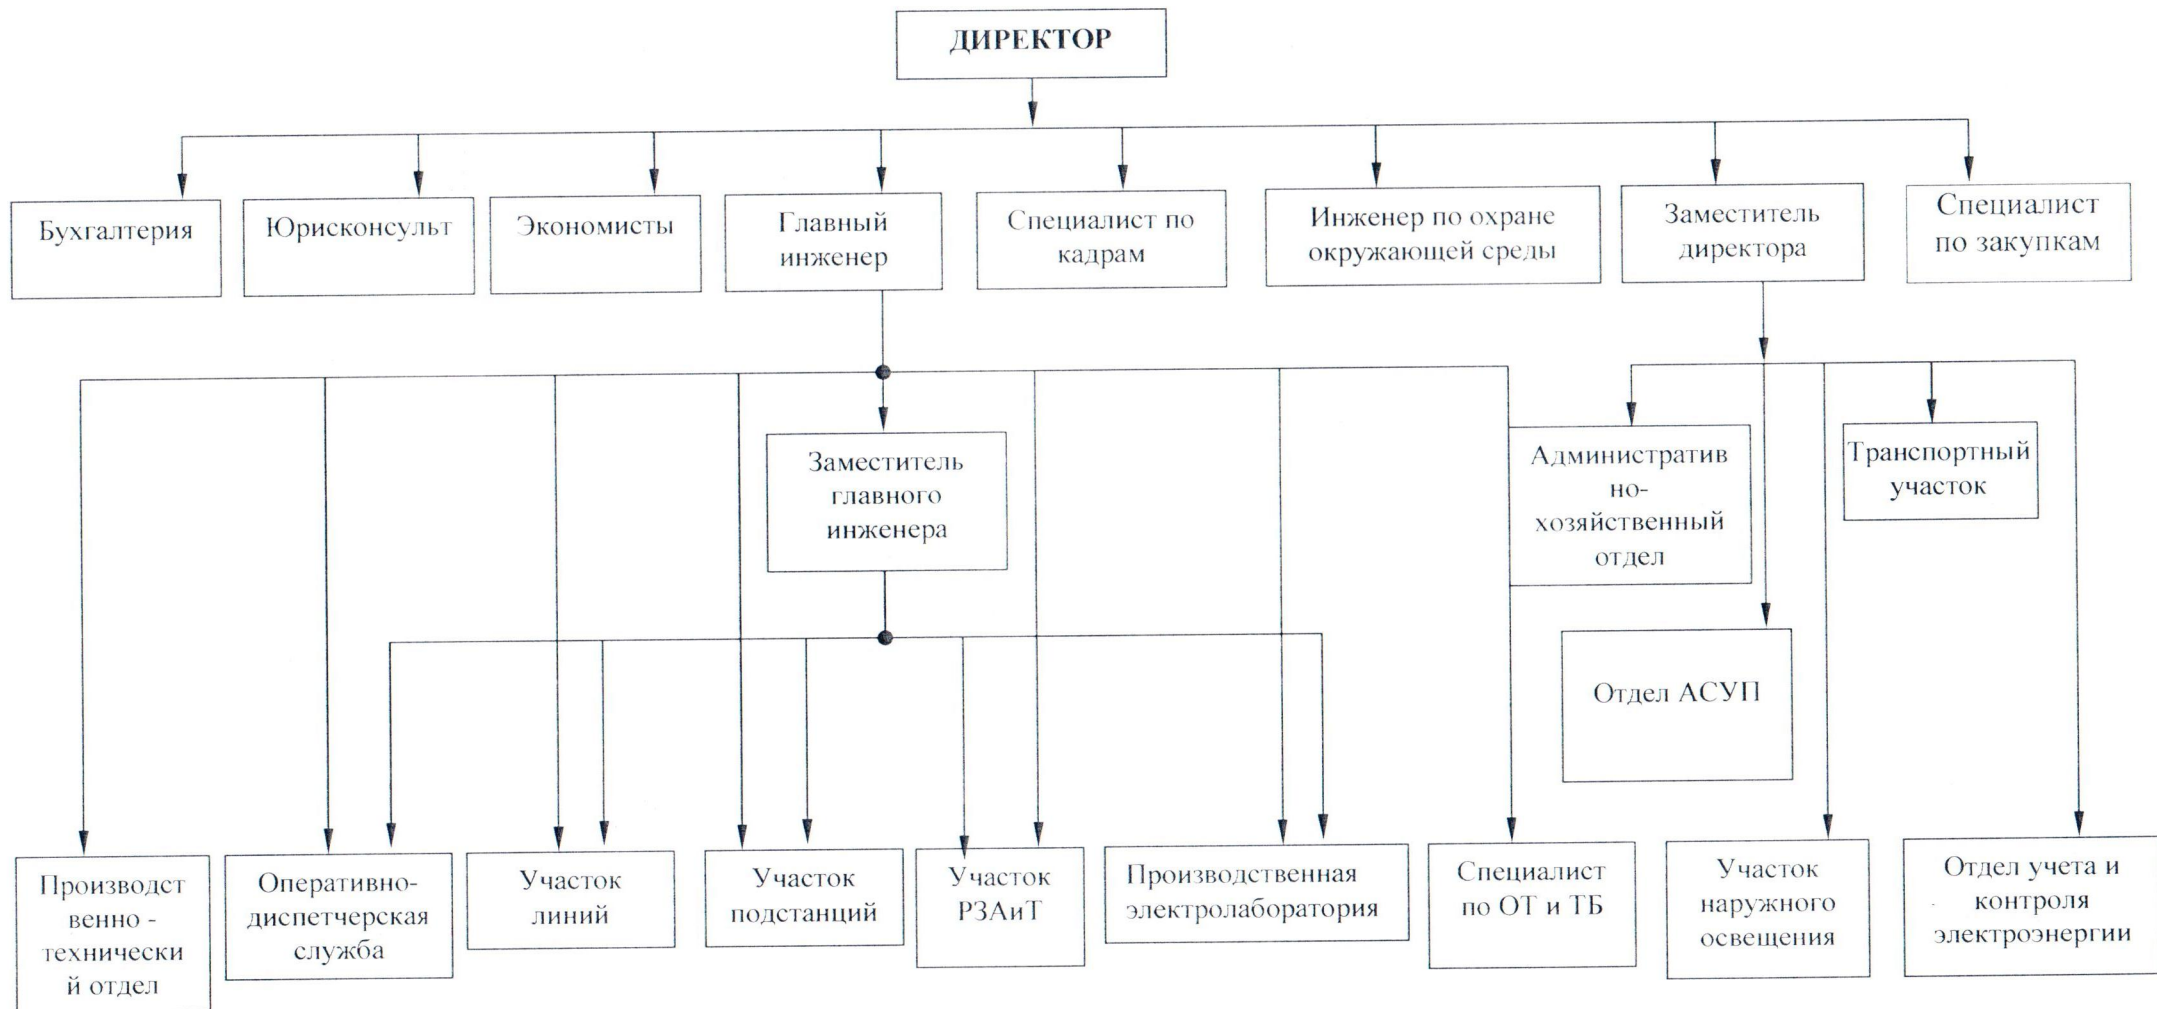 ДИРЕКТОР
Бухгалтерия
Юрисконсульт
Экономисты
Главный
инженер
Специалист по
кадрам
Инженер по охране
окружающей среды
Заместитель
директора
Специалист
по закупкам
Заместитель
главного
инженера
Административ
но-
хозяйственный
отдел
Транспортный
участок
Отдел АСУП
Производст
венно -
технически
й отдел
Оперативно-
диспетчерская
служба
Участок
линий
Участок
подстанций
Участок
РЗАиТ
Производственная
электролаборатория
Специалист
по ОТ и ТБ
Участок
наружного
освещения
Отдел учета и
контроля
электроэнергии